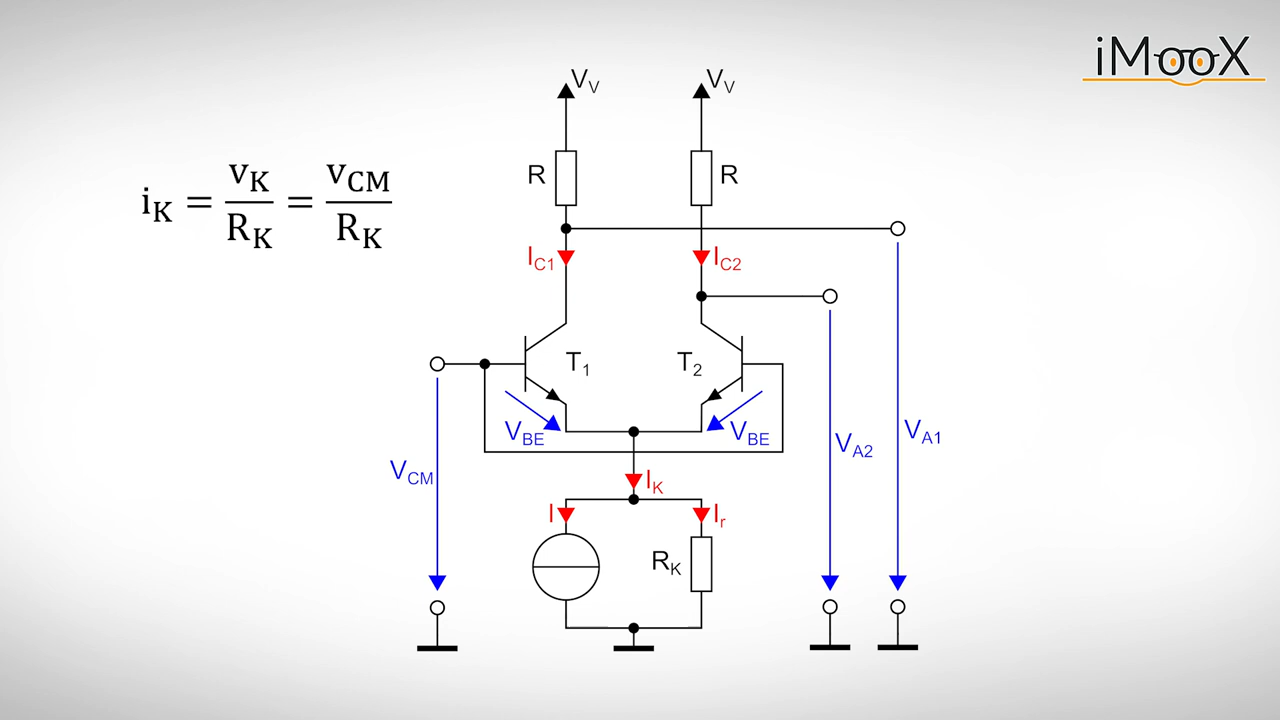 iMooX
V_V V_V
i_K = v_K / R_K = v_CM / R_K
R R
I_C1 I_C2
T_1 T_2
V_BE V_BE
V_A2 V_A1
V_CM
I_K
I I_r
R_K